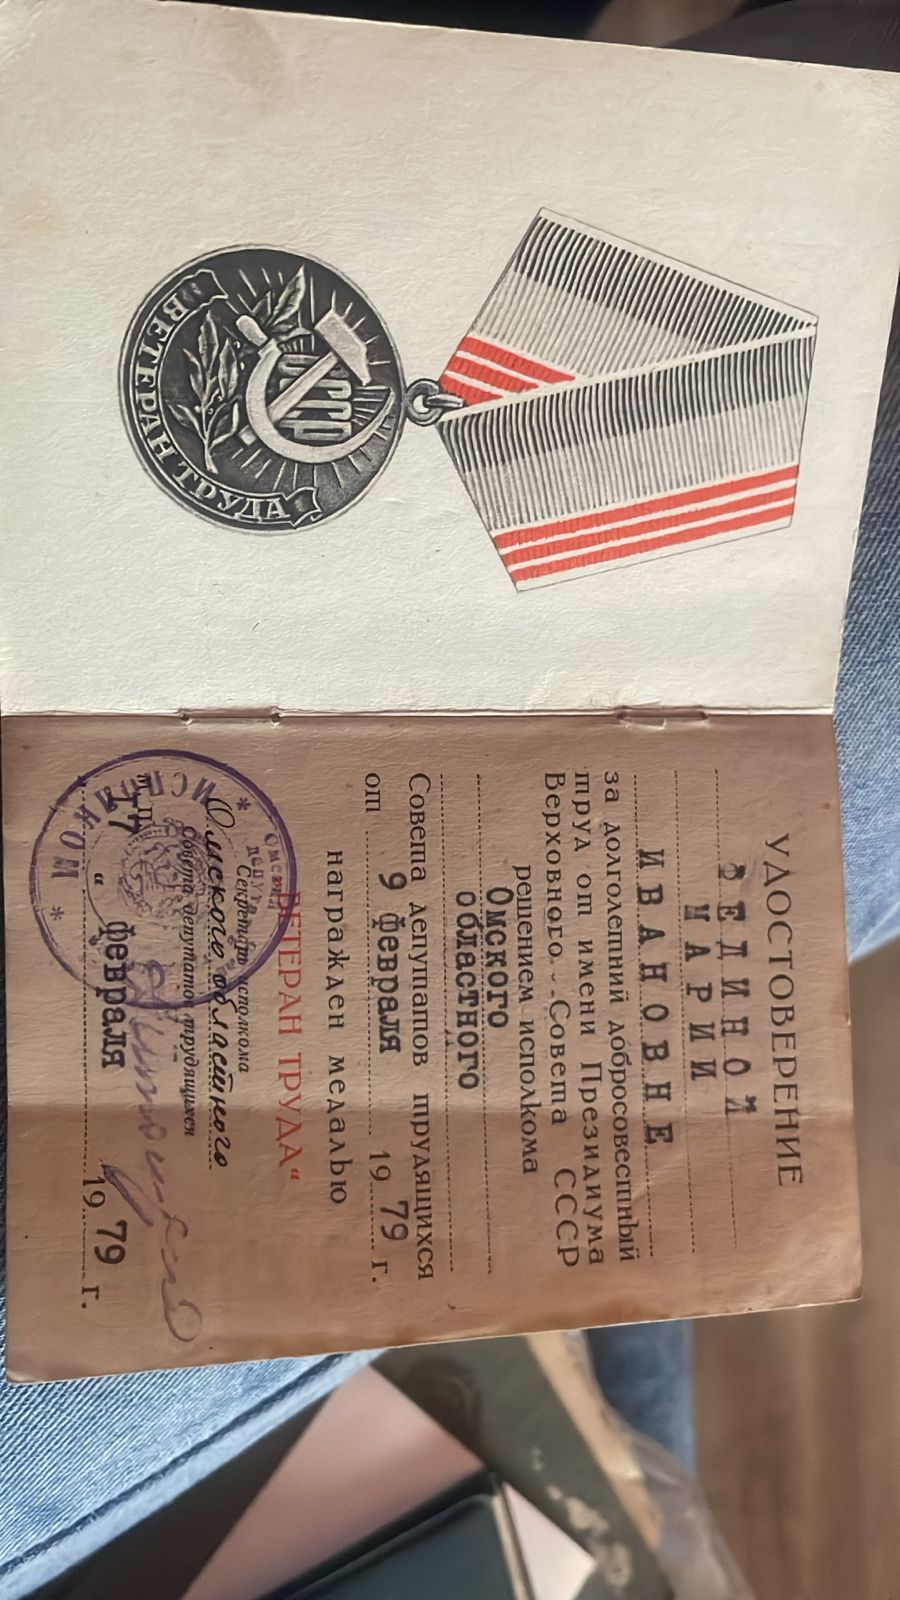 СССР
ВЕТЕРАН ТРУДА
УДОСТОВЕРЕНИЕ
ФЕДИНОЙ
МАРИИ
ИВАНОВНЕ
за долголетний добросовестный
труд от имени Президиума
Верховного Совета СССР
решением исполкома
Омского
областного
Совета депутатов трудящихся
от 9 февраля 1979 г.
награжден медалью
ВЕТЕРАН ТРУДА“
Секретарь исполкома
Омского областного
Совета депутатов трудящихся
М.П.
17 “ февраля 1979 г.
ИСПОЛКОМ